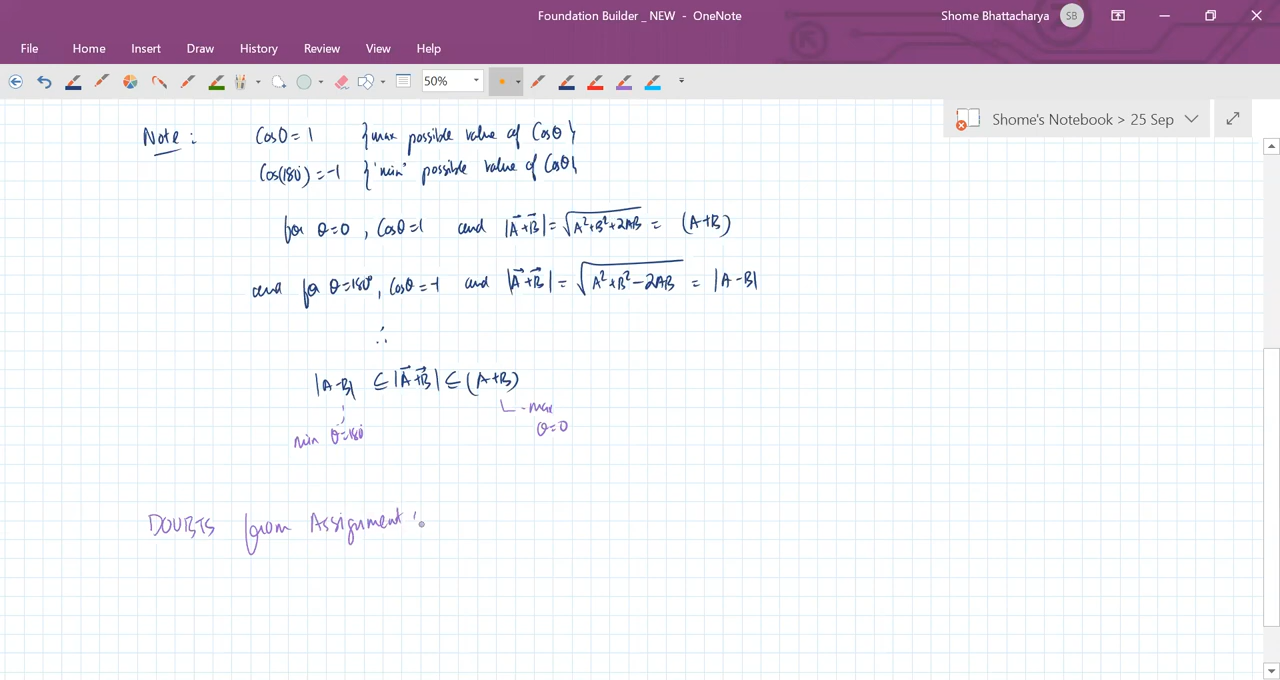 Foundation Builder _ NEW - OneNote
Shome Bhattacharya SB
File Home Insert Draw History Review View Help
50%
Shome's Notebook > 25 Sep
Note : Cosθ = 1 {max possible value of Cosθ}
Cos(180°) = -1 {'min' possible value of Cosθ}
for θ=0, Cosθ=1 and |A⃗+B⃗| = √(A²+B²+2AB) = (A+B)
and for θ=180°, Cosθ=-1 and |A⃗+B⃗| = √(A²+B²-2AB) = |A-B|
∴
|A-B| ≤ |A⃗+B⃗| ≤ (A+B)
max
θ=0
min θ=180°
DOUBTS from Assignment :